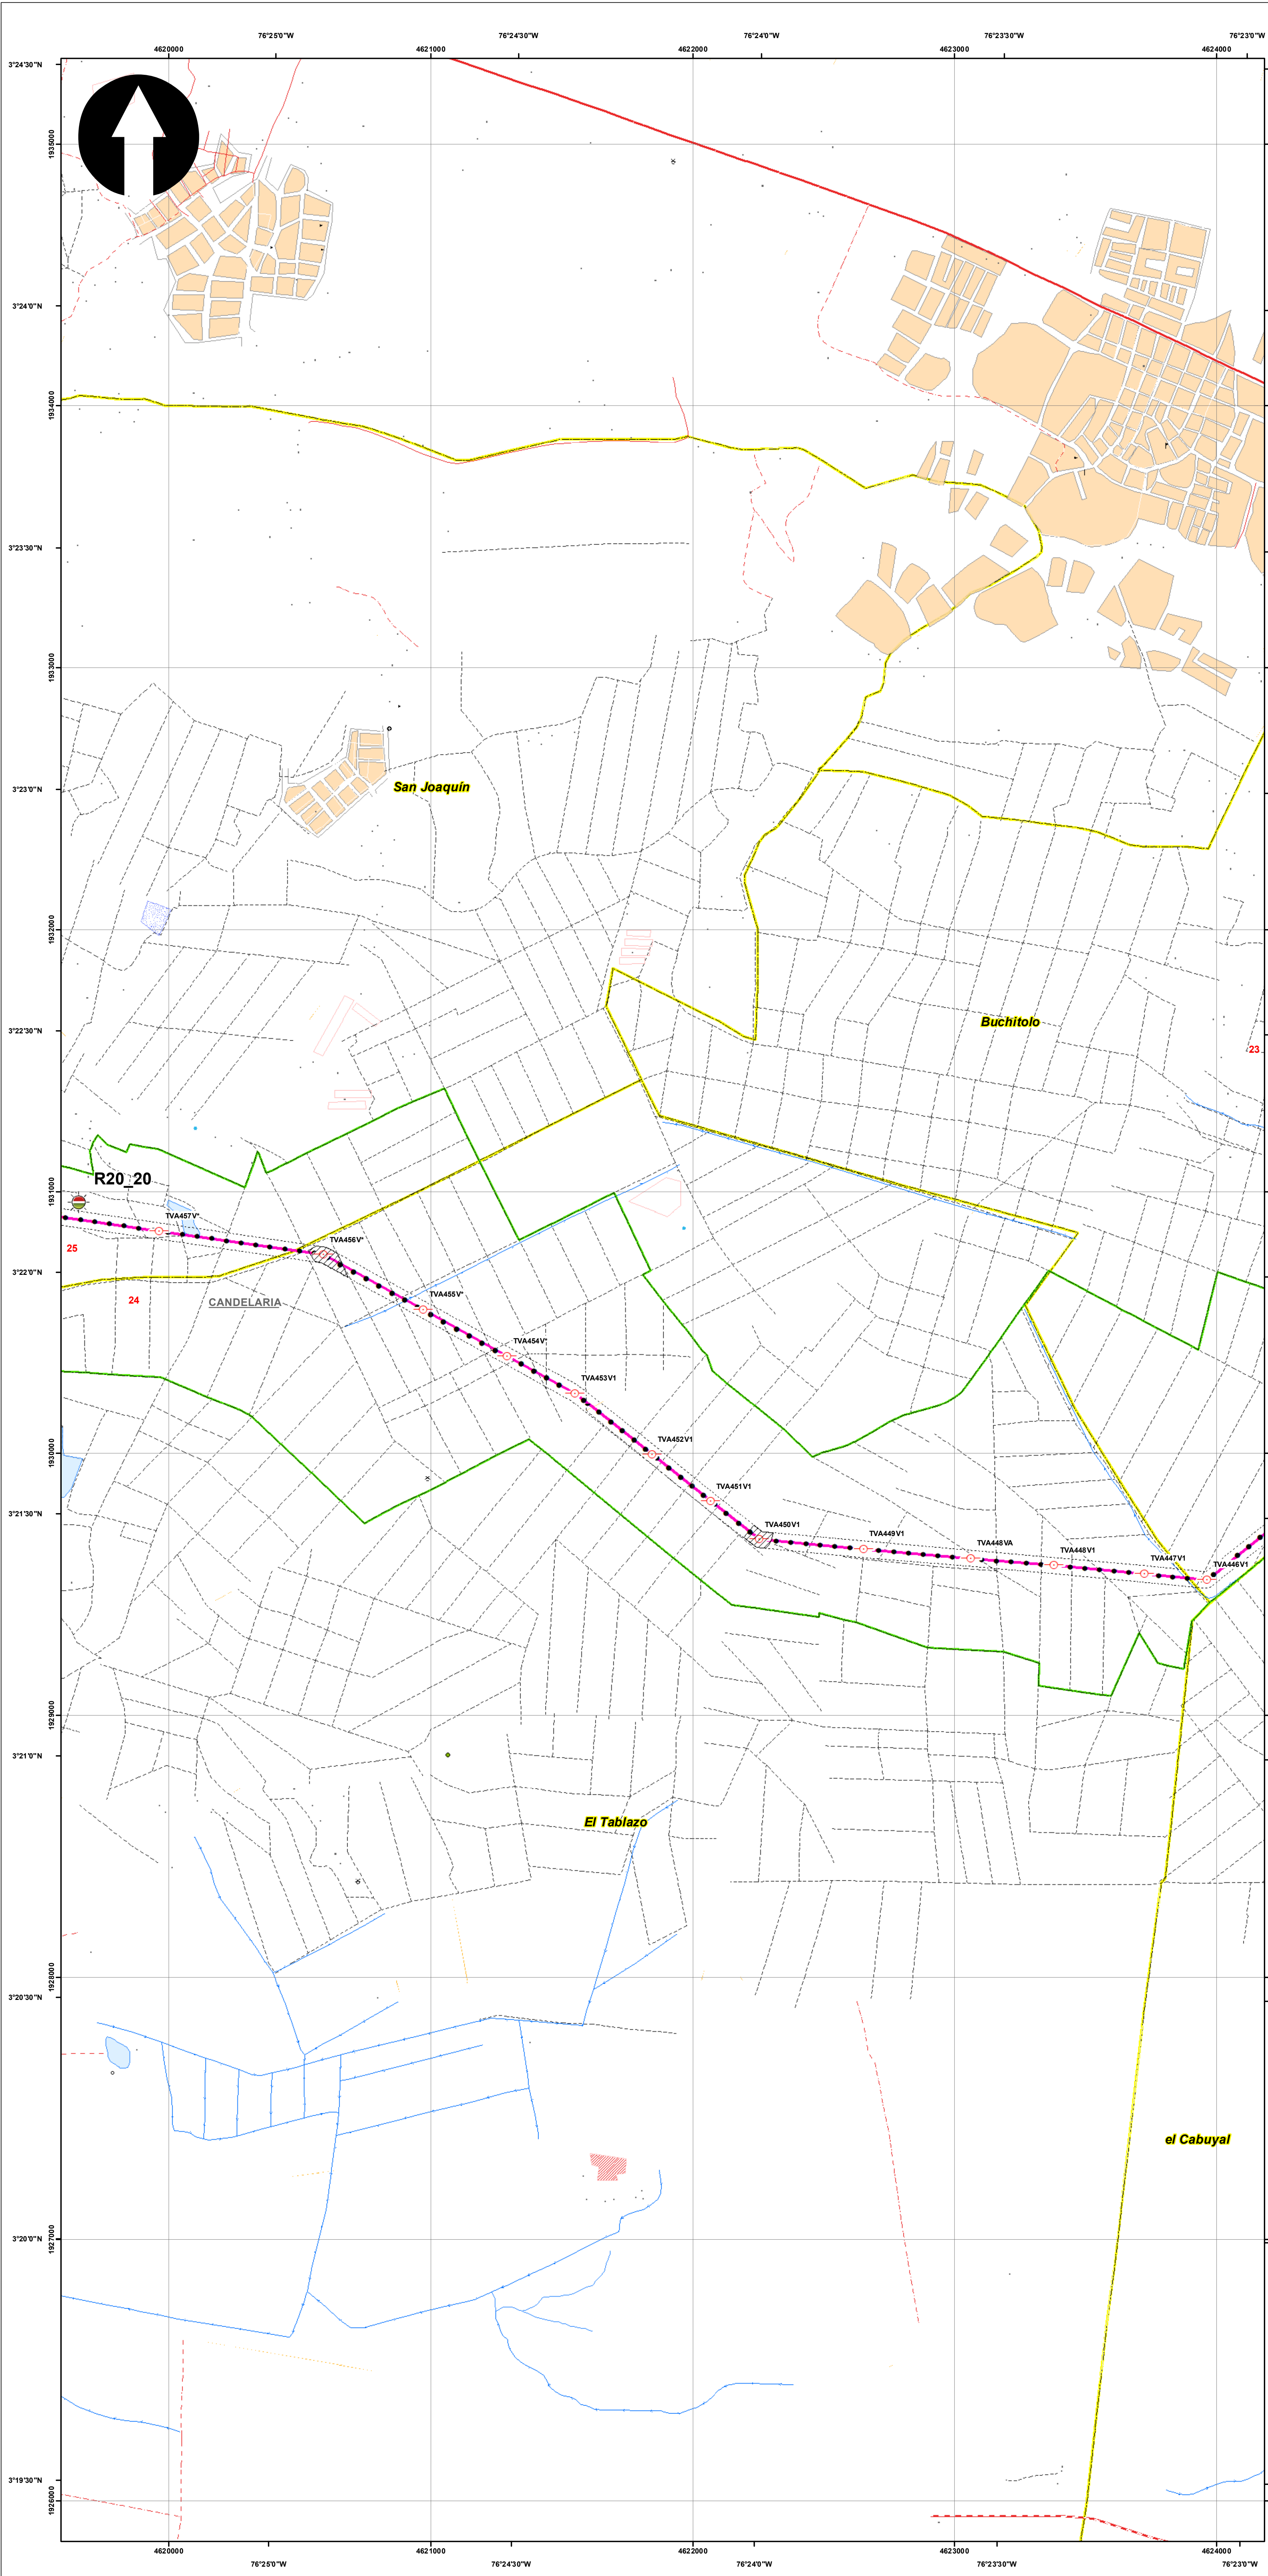 76°25'0"W 76°24'30"W 76°24'0"W 76°23'30"W 76°23'0"W
4620000 4621000 4622000 4623000 4624000
3°24'30"N
1935000
3°24'0"N
1934000
3°23'30"N
1933000
San Joaquín
3°23'0"N
1932000
Buchitolo
3°22'30"N
23
R20_20
1931000
TVA457V*
25
TVA456V*
3°22'0"N
24
CANDELARIA
TVA455V*
TVA454V*
TVA453V1
TVA452V1
1930000
TVA451V1
3°21'30"N
TVA450V1
TVA449V1
TVA448VA
TVA448V1
TVA447V1
TVA446V1
1929000
3°21'0"N
El Tablazo
1928000
3°20'30"N
el Cabuyal
3°20'0"N
1927000
3°19'30"N
1926000
4620000 4621000 4622000 4623000 4624000
76°25'0"W 76°24'30"W 76°24'0"W 76°23'30"W 76°23'0"W